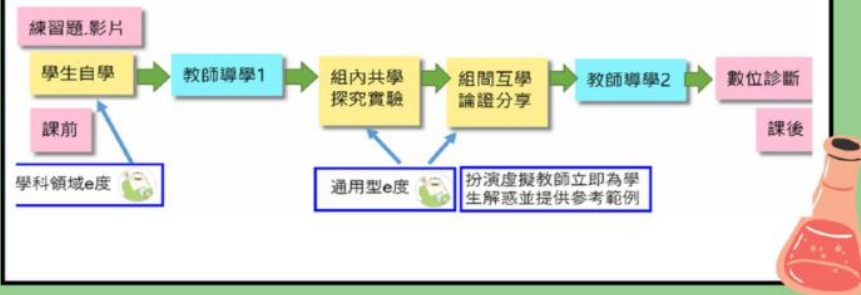 練習題.影片
學生自學
教師導學1
組內共學
探究實驗
組間互學
論證分享
教師導學2
數位診斷
課前
課後
學科領域e度
通用型e度
扮演虛擬教師立即為學
生解惑並提供參考範例